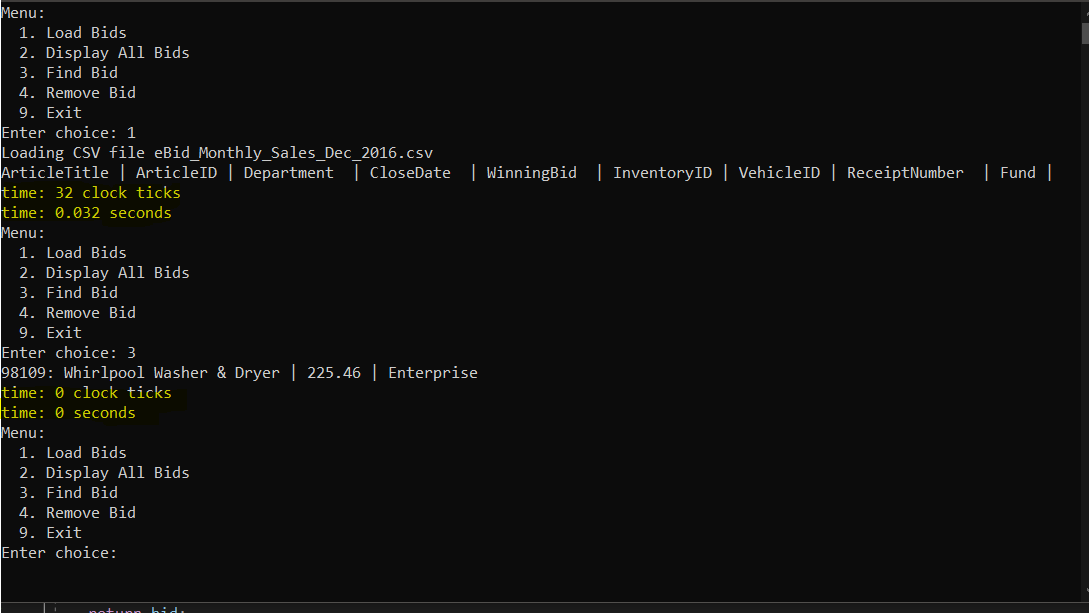 Menu:
  1. Load Bids
  2. Display All Bids
  3. Find Bid
  4. Remove Bid
  9. Exit
Enter choice: 1
Loading CSV file eBid_Monthly_Sales_Dec_2016.csv
ArticleTitle | ArticleID | Department  | CloseDate  | WinningBid  | InventoryID | VehicleID | ReceiptNumber  | Fund |
time: 32 clock ticks
time: 0.032 seconds
Menu:
  1. Load Bids
  2. Display All Bids
  3. Find Bid
  4. Remove Bid
  9. Exit
Enter choice: 3
98109: Whirlpool Washer & Dryer | 225.46 | Enterprise
time: 0 clock ticks
time: 0 seconds
Menu:
  1. Load Bids
  2. Display All Bids
  3. Find Bid
  4. Remove Bid
  9. Exit
Enter choice:
return bid;